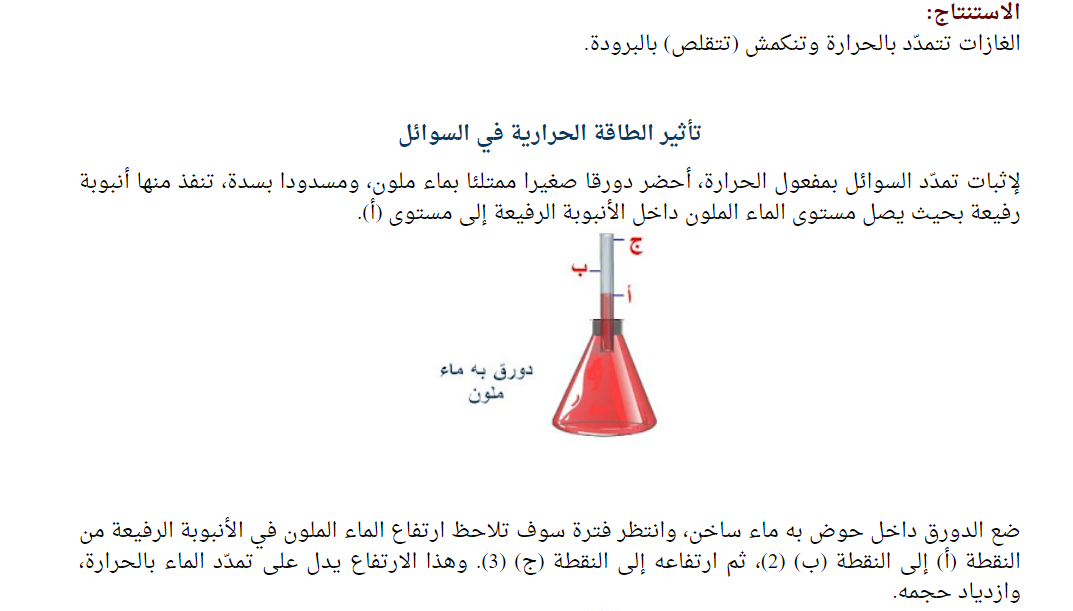 الاستنتاج:
الغازات تتمدّد بالحرارة وتنكمش (تتقلص) بالبرودة.
تأثير الطاقة الحرارية في السوائل
لإثبات تمدّد السوائل بمفعول الحرارة، أحضر دورقا صغيرا ممتلئا بماء ملون، ومسدودا بسدة، تنفذ منها أنبوبة
رفيعة بحيث يصل مستوى الماء الملون داخل الأنبوبة الرفيعة إلى مستوى (أ).
ج
ب
أ
دورق به ماء
ملون
ضع الدورق داخل حوض به ماء ساخن، وانتظر فترة سوف تلاحظ ارتفاع الماء الملون في الأنبوبة الرفيعة من
النقطة (أ) إلى النقطة (ب) (2)، ثم ارتفاعه إلى النقطة (ج) (3). وهذا الارتفاع يدل على تمدّد الماء بالحرارة،
وازدياد حجمه.